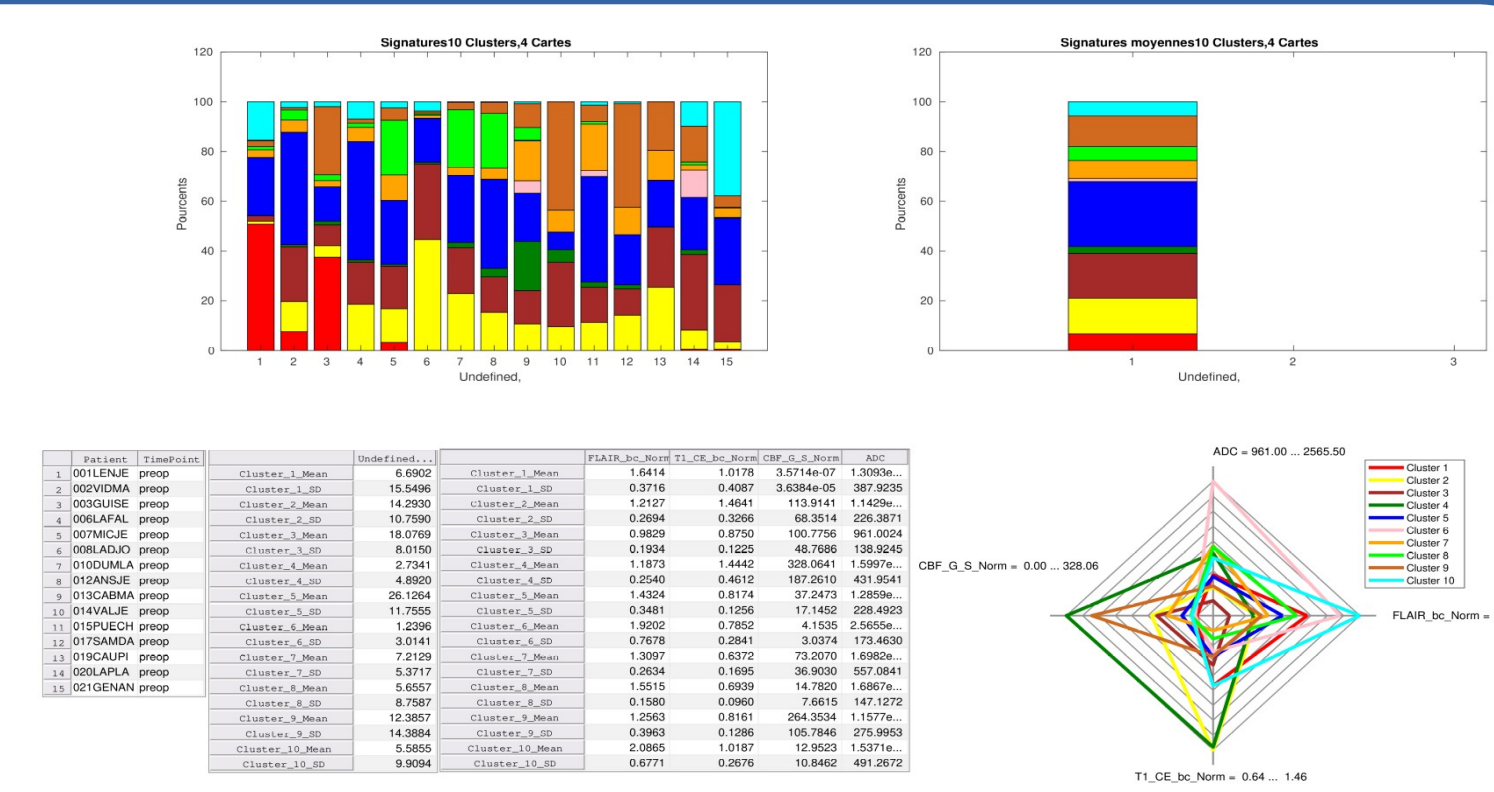 Signatures10 Clusters,4 Cartes
120
100
80
60
40
20
0
Pourcents
1 2 3 4 5 6 7 8 9 10 11 12 13 14 15
Undefined,
Signatures moyennes10 Clusters,4 Cartes
120
100
80
60
40
20
0
Pourcents
1 2 3
Undefined,
Patient TimePoint
1 001LENJE preop
2 002VIDMA preop
3 003GUISE preop
4 006LAFAL preop
5 007MICJE preop
6 008LADJO preop
7 010DUMLA preop
8 012ANSJE preop
9 013CABMA preop
10 014VALJE preop
11 015PUECH preop
12 017SAMDA preop
13 019CAUPI preop
14 020LAPLA preop
15 021GENAN preop
Undefined...
Cluster_1_Mean 6.6902
Cluster_1_SD 15.5496
Cluster_2_Mean 14.2930
Cluster_2_SD 10.7590
Cluster_3_Mean 18.0769
Cluster_3_SD 8.0150
Cluster_4_Mean 2.7341
Cluster_4_SD 4.8920
Cluster_5_Mean 26.1264
Cluster_5_SD 11.7555
Cluster_6_Mean 1.2396
Cluster_6_SD 3.0141
Cluster_7_Mean 7.2129
Cluster_7_SD 5.3717
Cluster_8_Mean 5.6557
Cluster_8_SD 8.7587
Cluster_9_Mean 12.3857
Cluster_9_SD 14.3884
Cluster_10_Mean 5.5855
Cluster_10_SD 9.9094
FLAIR_bc_Norm T1_CE_bc_Norm CBF_G_S_Norm ADC
Cluster_1_Mean 1.6414 1.0178 3.5714e-07 1.3093e...
Cluster_1_SD 0.3716 0.4087 3.6384e-05 387.9235
Cluster_2_Mean 1.2127 1.4641 113.9141 1.1429e...
Cluster_2_SD 0.2694 0.3266 68.3514 226.3871
Cluster_3_Mean 0.9829 0.8750 100.7756 961.0024
Cluster_3_SD 0.1934 0.1225 48.7686 138.9245
Cluster_4_Mean 1.1873 1.4442 328.0641 1.5997e...
Cluster_4_SD 0.2540 0.4612 187.2610 431.9541
Cluster_5_Mean 1.4324 0.8174 37.2473 1.2859e...
Cluster_5_SD 0.3481 0.1256 17.1452 228.4923
Cluster_6_Mean 1.9202 0.7852 4.1535 2.5655e...
Cluster_6_SD 0.7678 0.2841 3.0374 173.4630
Cluster_7_Mean 1.3097 0.6372 73.2070 1.6982e...
Cluster_7_SD 0.2634 0.1695 36.9030 557.0841
Cluster_8_Mean 1.5515 0.6939 14.7820 1.6867e...
Cluster_8_SD 0.1580 0.0960 7.6615 147.1272
Cluster_9_Mean 1.2563 0.8161 264.3534 1.1577e...
Cluster_9_SD 0.3963 0.1286 105.7846 275.9953
Cluster_10_Mean 2.0865 1.0187 12.9523 1.5371e...
Cluster_10_SD 0.6771 0.2676 10.8462 491.2672
ADC = 961.00 ... 2565.50
CBF_G_S_Norm = 0.00 ... 328.06
FLAIR_bc_Norm =
T1_CE_bc_Norm = 0.64 ... 1.46
Cluster 1
Cluster 2
Cluster 3
Cluster 4
Cluster 5
Cluster 6
Cluster 7
Cluster 8
Cluster 9
Cluster 10